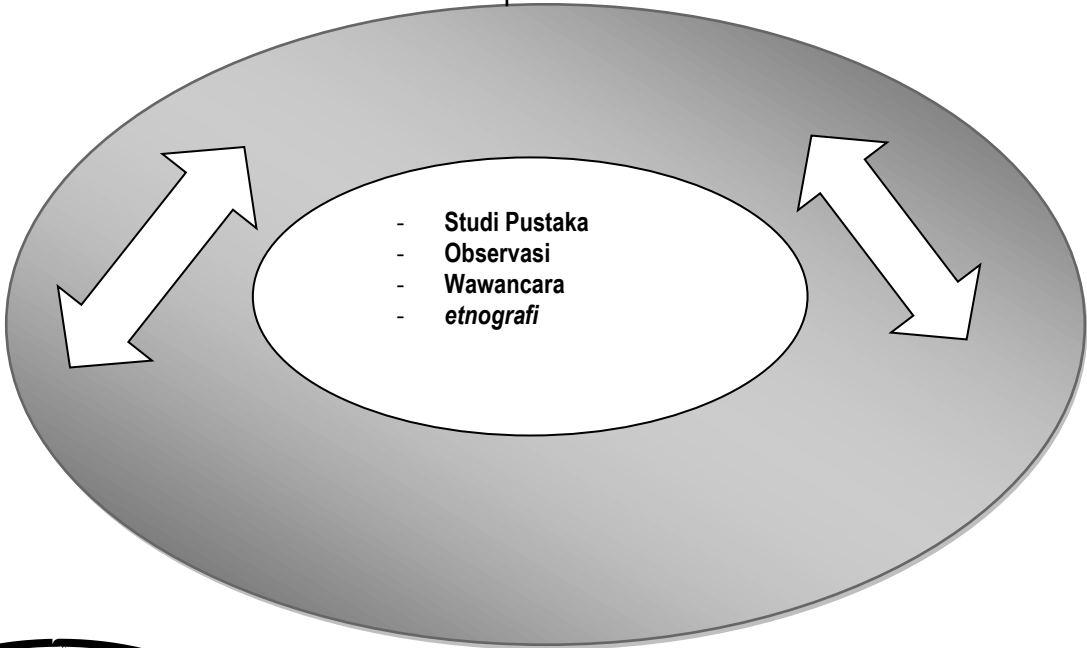 - Studi Pustaka
- Observasi
- Wawancara
- etnografi